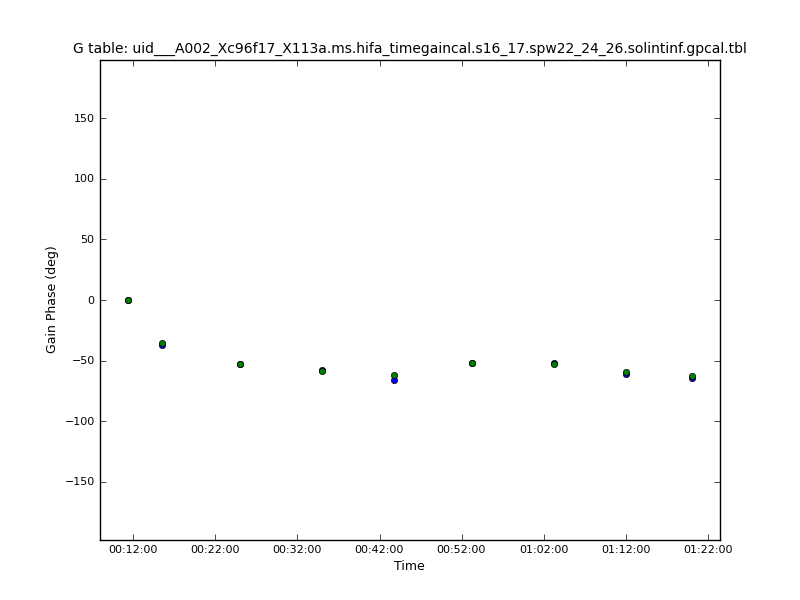 G table: uid___A002_Xc96f17_X113a.ms.hifa_timegaincal.s16_17.spw22_24_26.solintinf.gpcal.tbl
150
100
50
0
−50
−100
−150
Gain Phase (deg)
00:12:00 00:22:00 00:32:00 00:42:00 00:52:00 01:02:00 01:12:00 01:22:00
Time